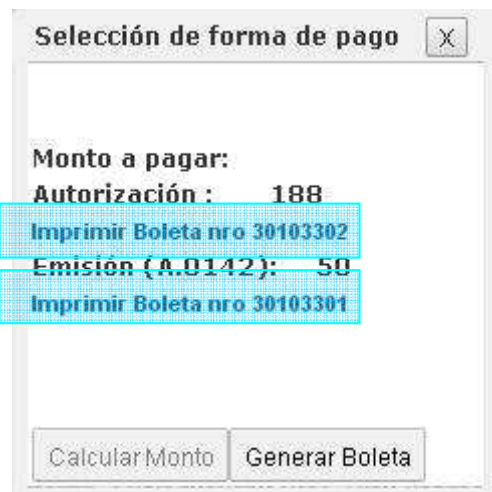 Selección de forma de pago X
Monto a pagar:
Autorización : 188
Imprimir Boleta nro 30103302
Emisión (A.0142): 50
Imprimir Boleta nro 30103301
Calcular Monto Generar Boleta